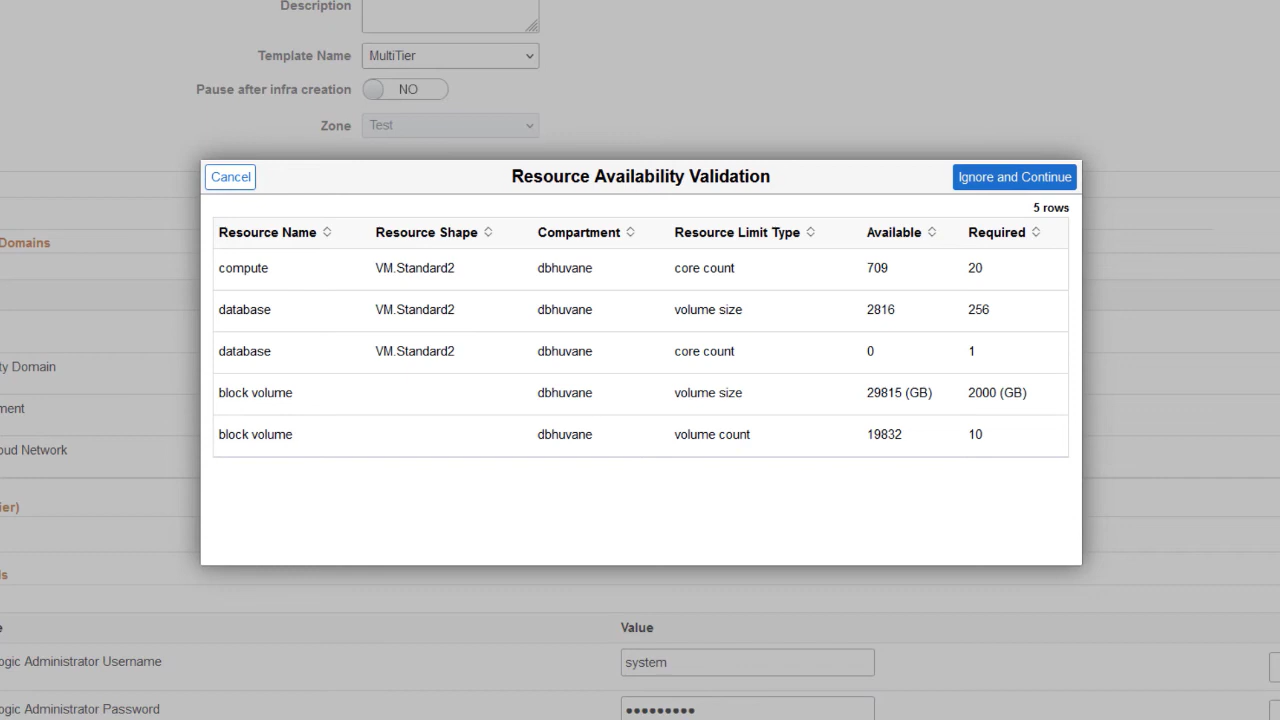 Description
Template Name MultiTier
Pause after infra creation NO
Zone Test
Cancel Resource Availability Validation Ignore and Continue
5 rows
Resource Name Resource Shape Compartment Resource Limit Type Available Required
compute VM.Standard2 dbhuvane core count 709 20
database VM.Standard2 dbhuvane volume size 2816 256
database VM.Standard2 dbhuvane core count 0 1
block volume dbhuvane volume size 29815 (GB) 2000 (GB)
block volume dbhuvane volume count 19832 10
Domains
ty Domain
ment
oud Network
ier)
ls
e Value
ogic Administrator Username system
ogic Administrator Password •••••••••